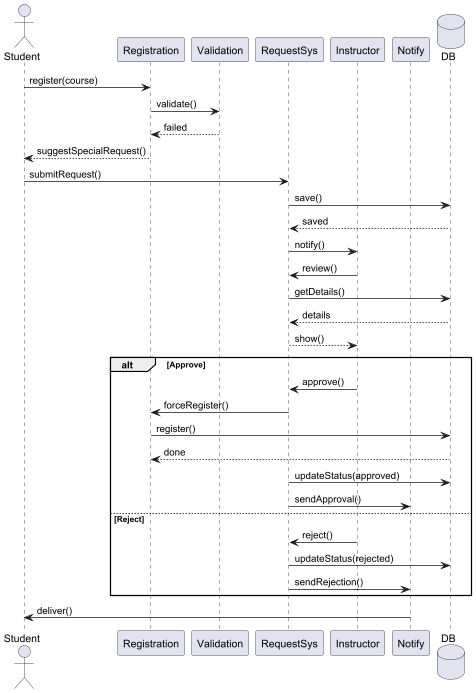 Student Registration Validation RequestSys Instructor Notify DB
register(course)
validate()
failed
suggestSpecialRequest()
submitRequest()
save()
saved
notify()
review()
getDetails()
details
show()
alt [Approve]
approve()
forceRegister()
register()
done
updateStatus(approved)
sendApproval()
[Reject]
reject()
updateStatus(rejected)
sendRejection()
deliver()
Student Registration Validation RequestSys Instructor Notify DB